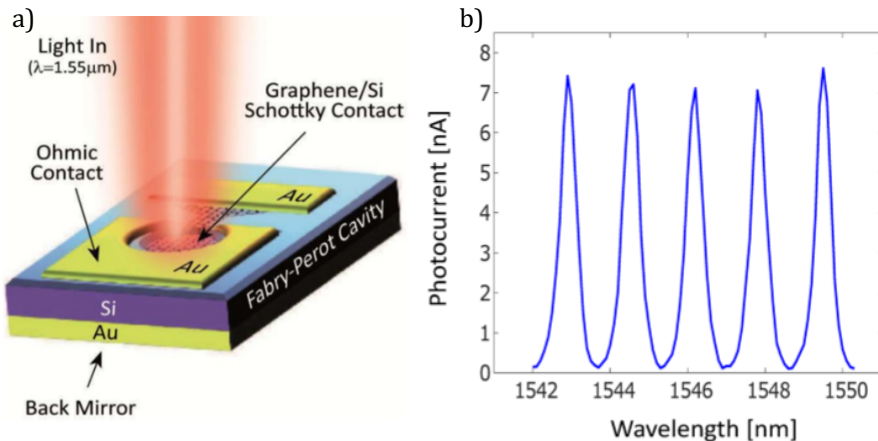 a)
Light In
(λ=1.55μm)
Graphene/Si
Schottky Contact
Ohmic
Contact
Au
Au
Fabry-Perot Cavity
Si
Au
Back Mirror
b)
Photocurrent [nA]
8
7
6
5
4
3
2
1
0
1542 1544 1546 1548 1550
Wavelength [nm]